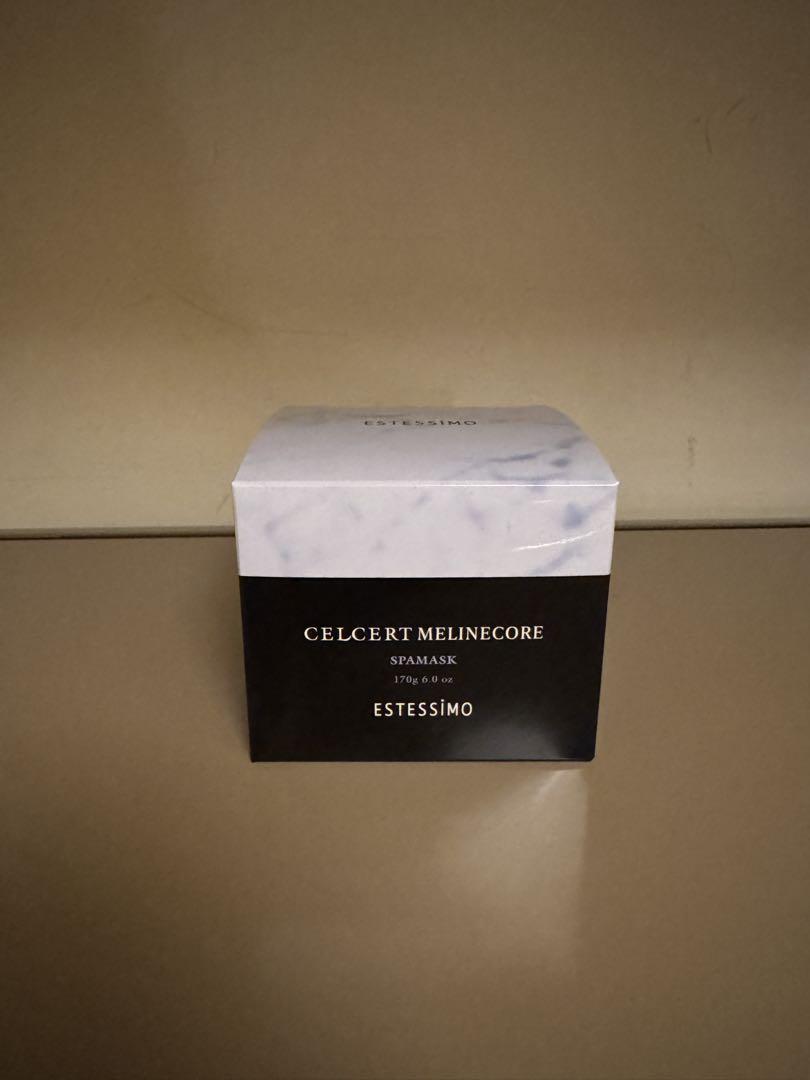 ESTESSiMO
CELCERT MELINECORE
SPAMASK
170g 6.0 oz
ESTESSiMO